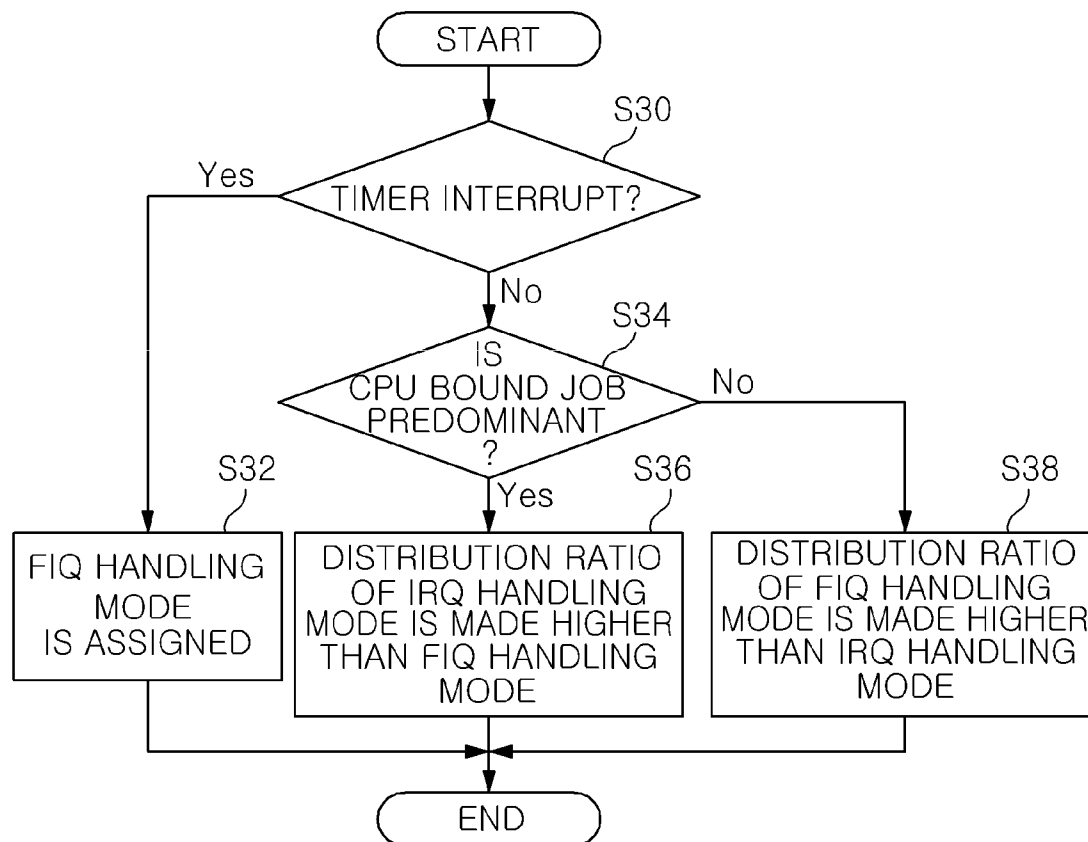 START
S30
Yes
TIMER INTERRUPT?
No
S34
IS
CPU BOUND JOB
PREDOMINANT
?
No
Yes
S32
FIQ HANDLING
MODE
IS ASSIGNED
S36
DISTRIBUTION RATIO
OF IRQ HANDLING
MODE IS MADE HIGHER
THAN FIQ HANDLING
MODE
S38
DISTRIBUTION RATIO
OF FIQ HANDLING
MODE IS MADE HIGHER
THAN IRQ HANDLING
MODE
END